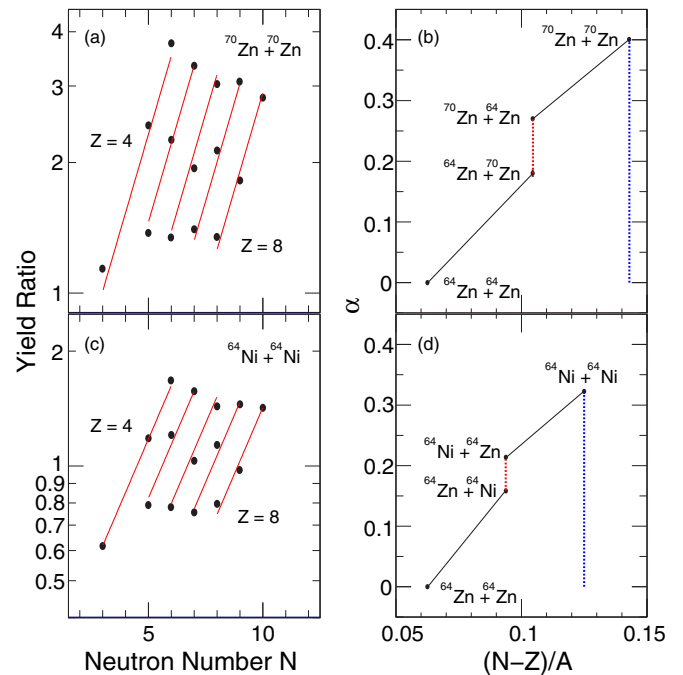 (a)
⁷⁰Zn + ⁷⁰Zn
Z = 4
Z = 8
4
3
2
1
Yield Ratio
(c)
⁶⁴Ni + ⁶⁴Ni
Z = 4
Z = 8
2
1
0.9
0.8
0.7
0.6
0.5
5
10
Neutron Number N
(b)
⁷⁰Zn + ⁷⁰Zn
⁷⁰Zn + ⁶⁴Zn
⁶⁴Zn + ⁷⁰Zn
⁶⁴Zn + ⁶⁴Zn
0.4
0.3
0.2
0.1
0
α
(d)
⁶⁴Ni + ⁶⁴Ni
⁶⁴Ni + ⁶⁴Zn
⁶⁴Zn + ⁶⁴Ni
⁶⁴Zn + ⁶⁴Zn
0.4
0.3
0.2
0.1
0
0.05
0.1
0.15
(N−Z)/A